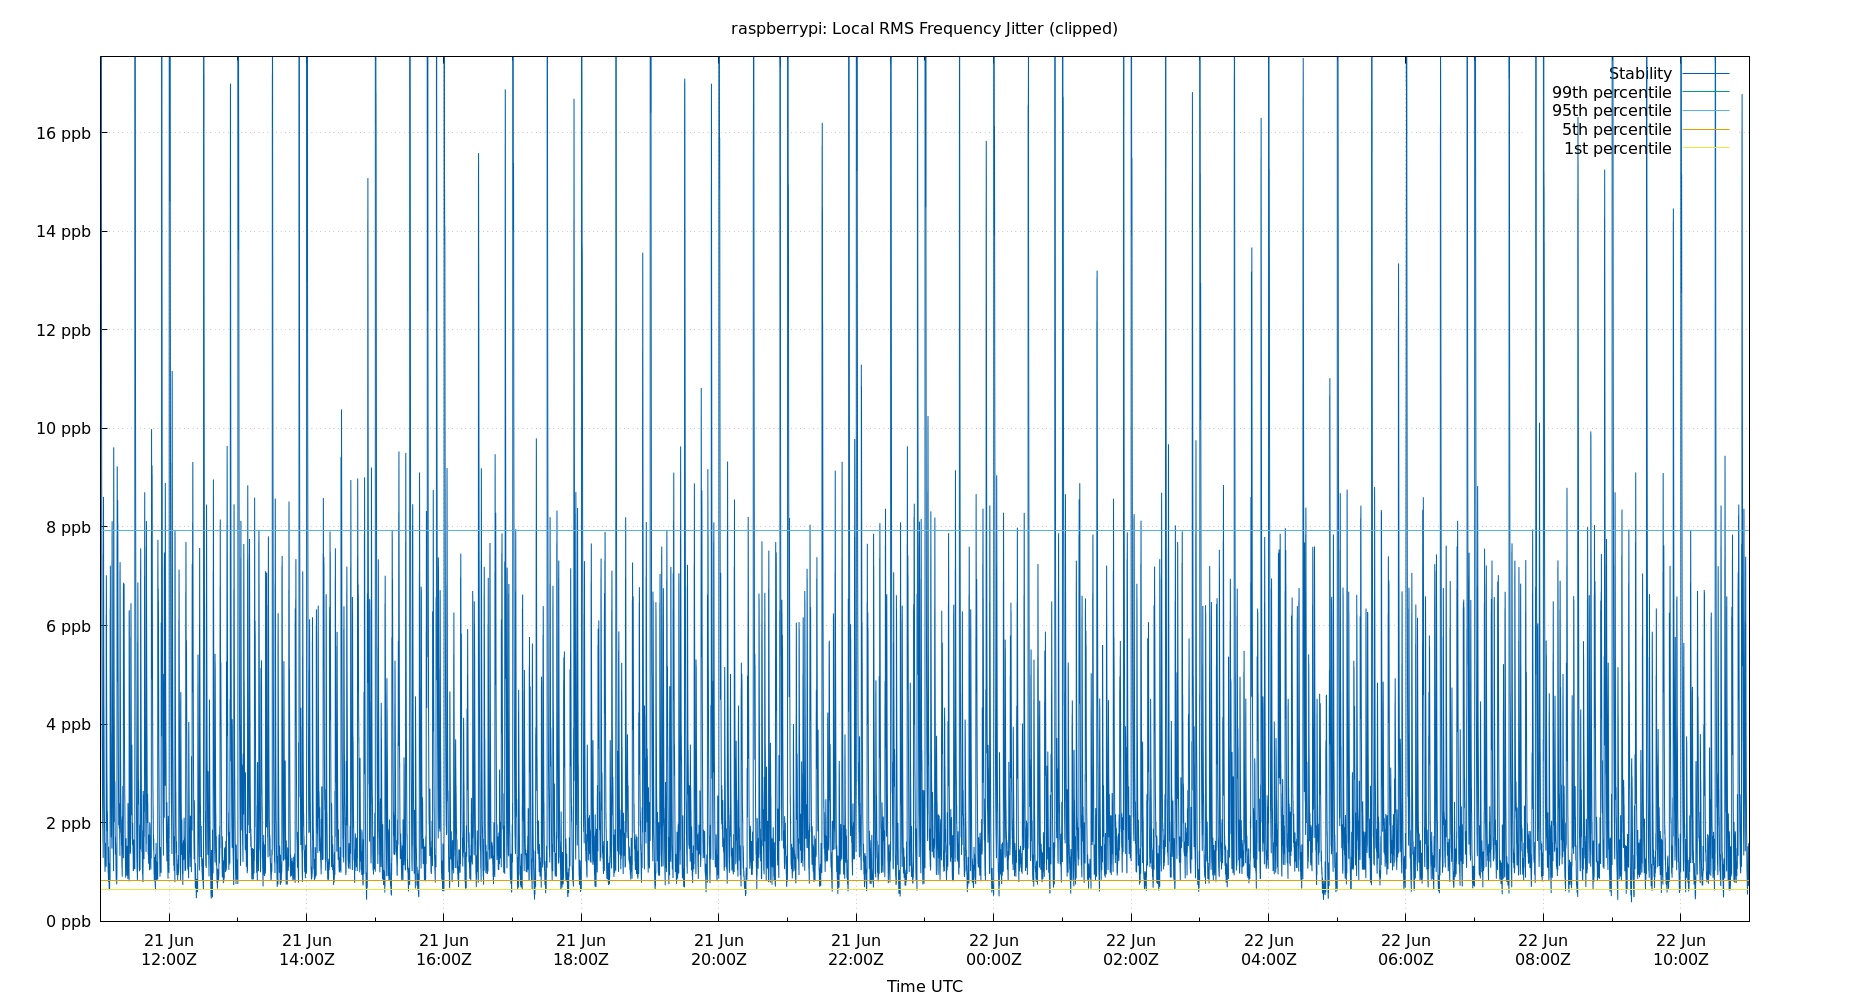 raspberrypi: Local RMS Frequency Jitter (clipped)
Stability
99th percentile
95th percentile
5th percentile
1st percentile
16 ppb
14 ppb
12 ppb
10 ppb
8 ppb
6 ppb
4 ppb
2 ppb
0 ppb
21 Jun 21 Jun 21 Jun 21 Jun 21 Jun 21 Jun 22 Jun 22 Jun 22 Jun 22 Jun 22 Jun 22 Jun
12:00Z 14:00Z 16:00Z 18:00Z 20:00Z 22:00Z 00:00Z 02:00Z 04:00Z 06:00Z 08:00Z 10:00Z
Time UTC